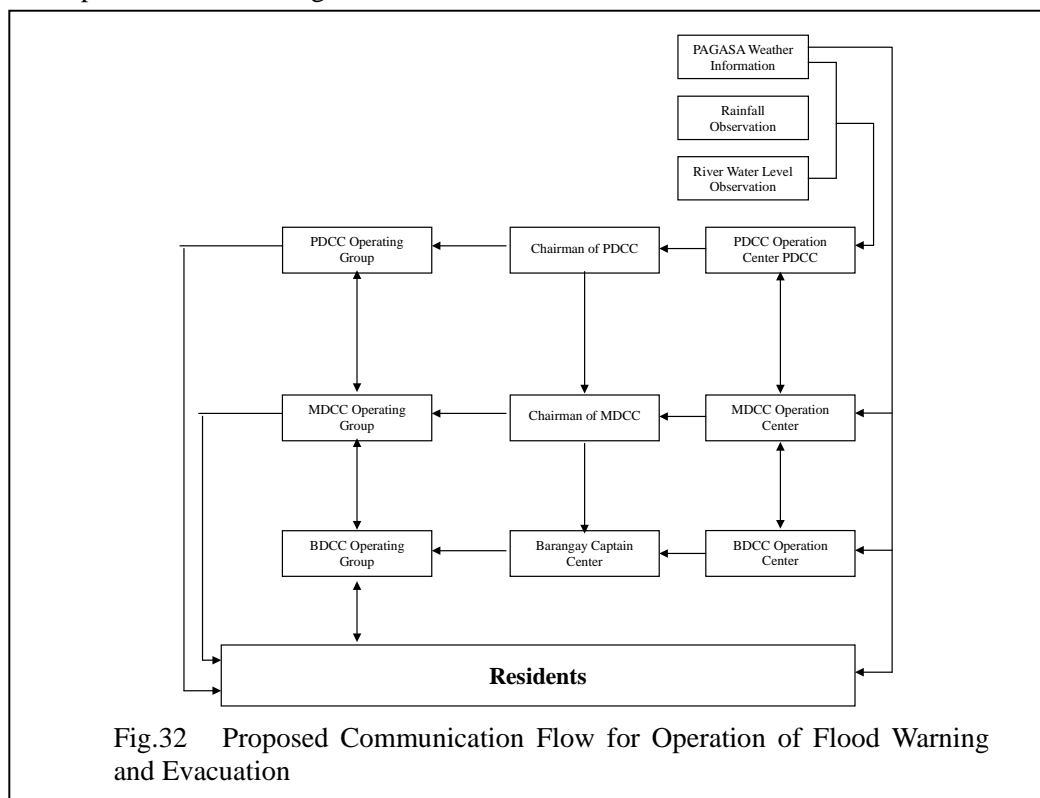 PAGASA Weather
Information
Rainfall
Observation
River Water Level
Observation
PDCC Operating
Group
Chairman of PDCC
PDCC Operation
Center PDCC
MDCC Operating
Group
Chairman of MDCC
MDCC Operation
Center
BDCC Operating
Group
Barangay Captain
Center
BDCC Operation
Center
Residents
Fig.32 Proposed Communication Flow for Operation of Flood Warning
and Evacuation